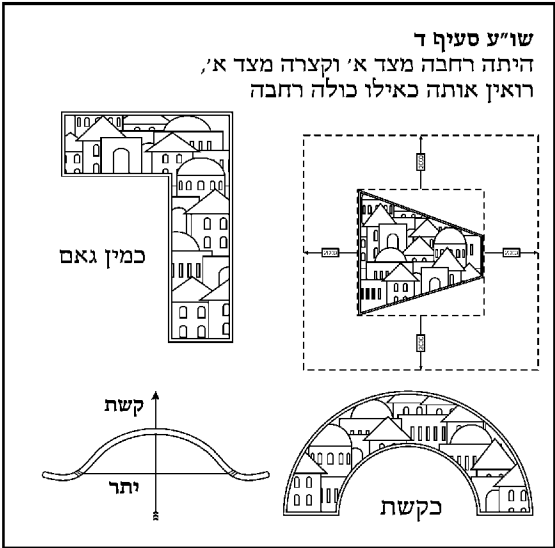 שו״ע סעיף ד
היתה רחבה מצד א׳ וקצרה מצד א׳,
רואין אותה כאילו כולה רחבה
כמין גאם
קשת
יתר
כקשת